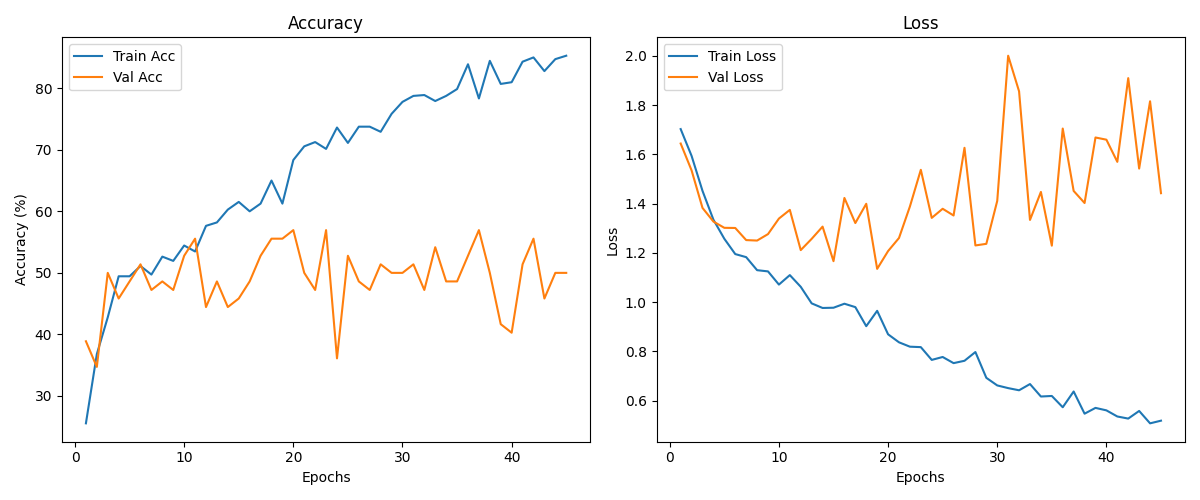 Accuracy
Train Acc
Val Acc
Accuracy (%)
80
70
60
50
40
30
0 10 20 30 40
Epochs
Loss
Train Loss
Val Loss
Loss
2.0
1.8
1.6
1.4
1.2
1.0
0.8
0.6
0 10 20 30 40
Epochs